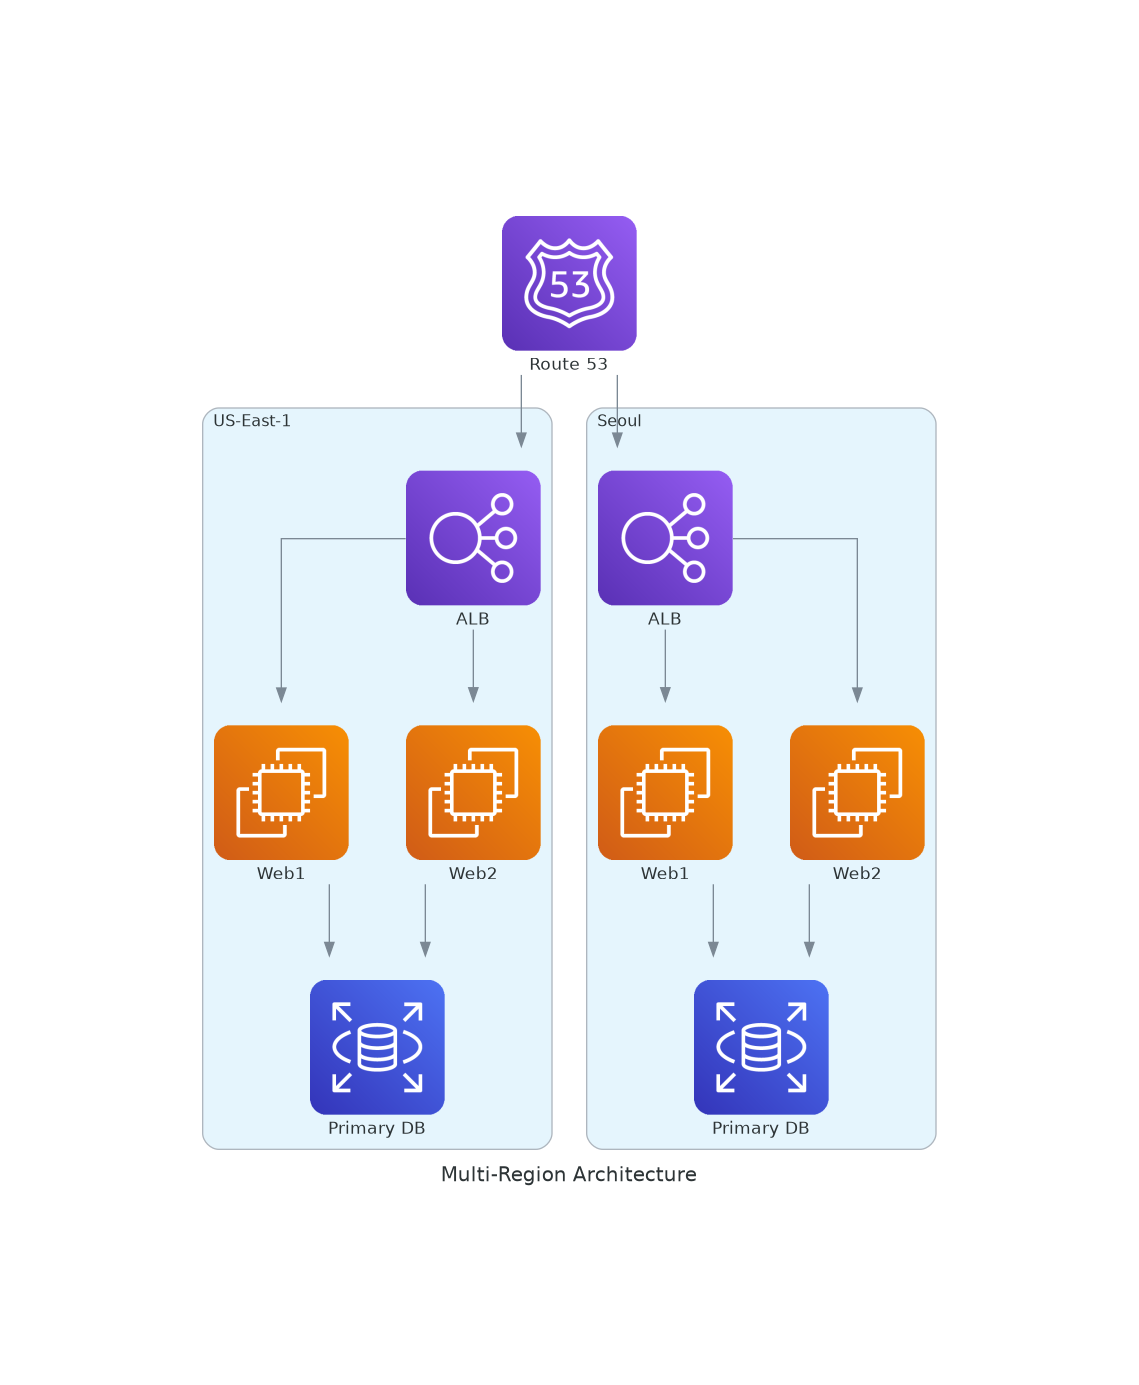 53
Route 53
US-East-1
Seoul
ALB
ALB
Web1
Web2
Web1
Web2
Primary DB
Primary DB
Multi-Region Architecture